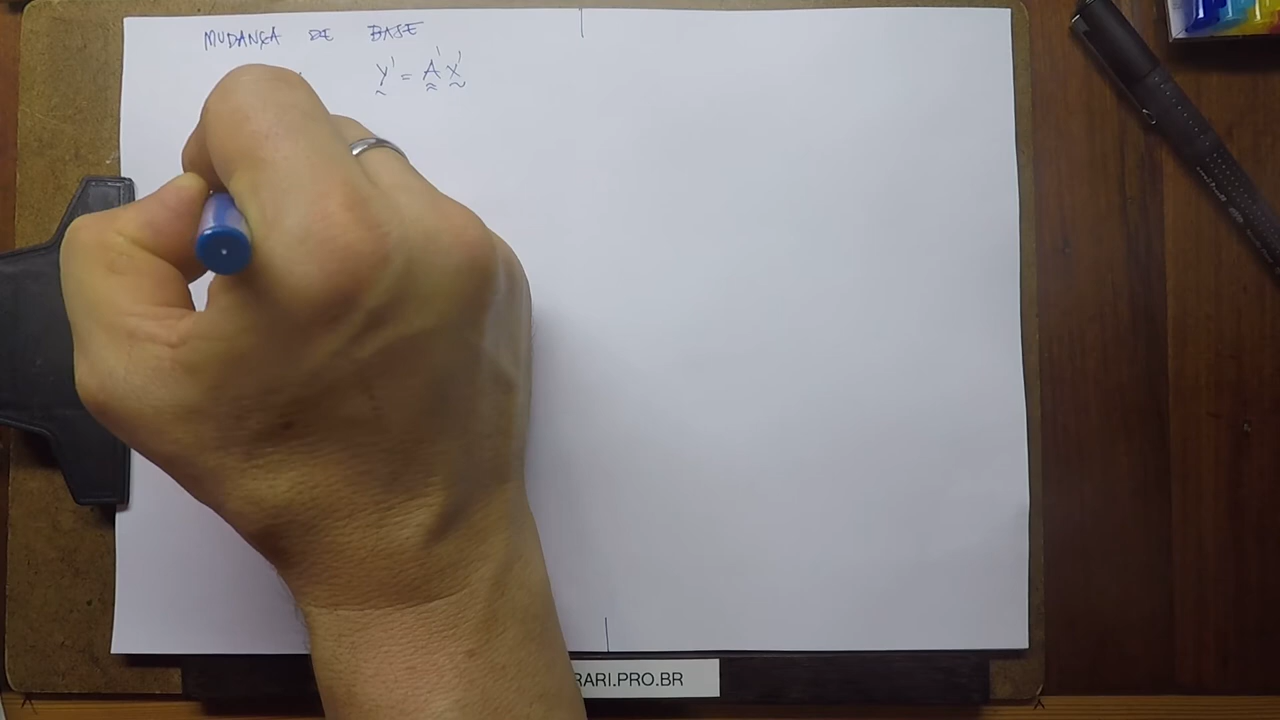 MUDANÇA DE BASE
Y' = A' X'
RARI.PRO.BR